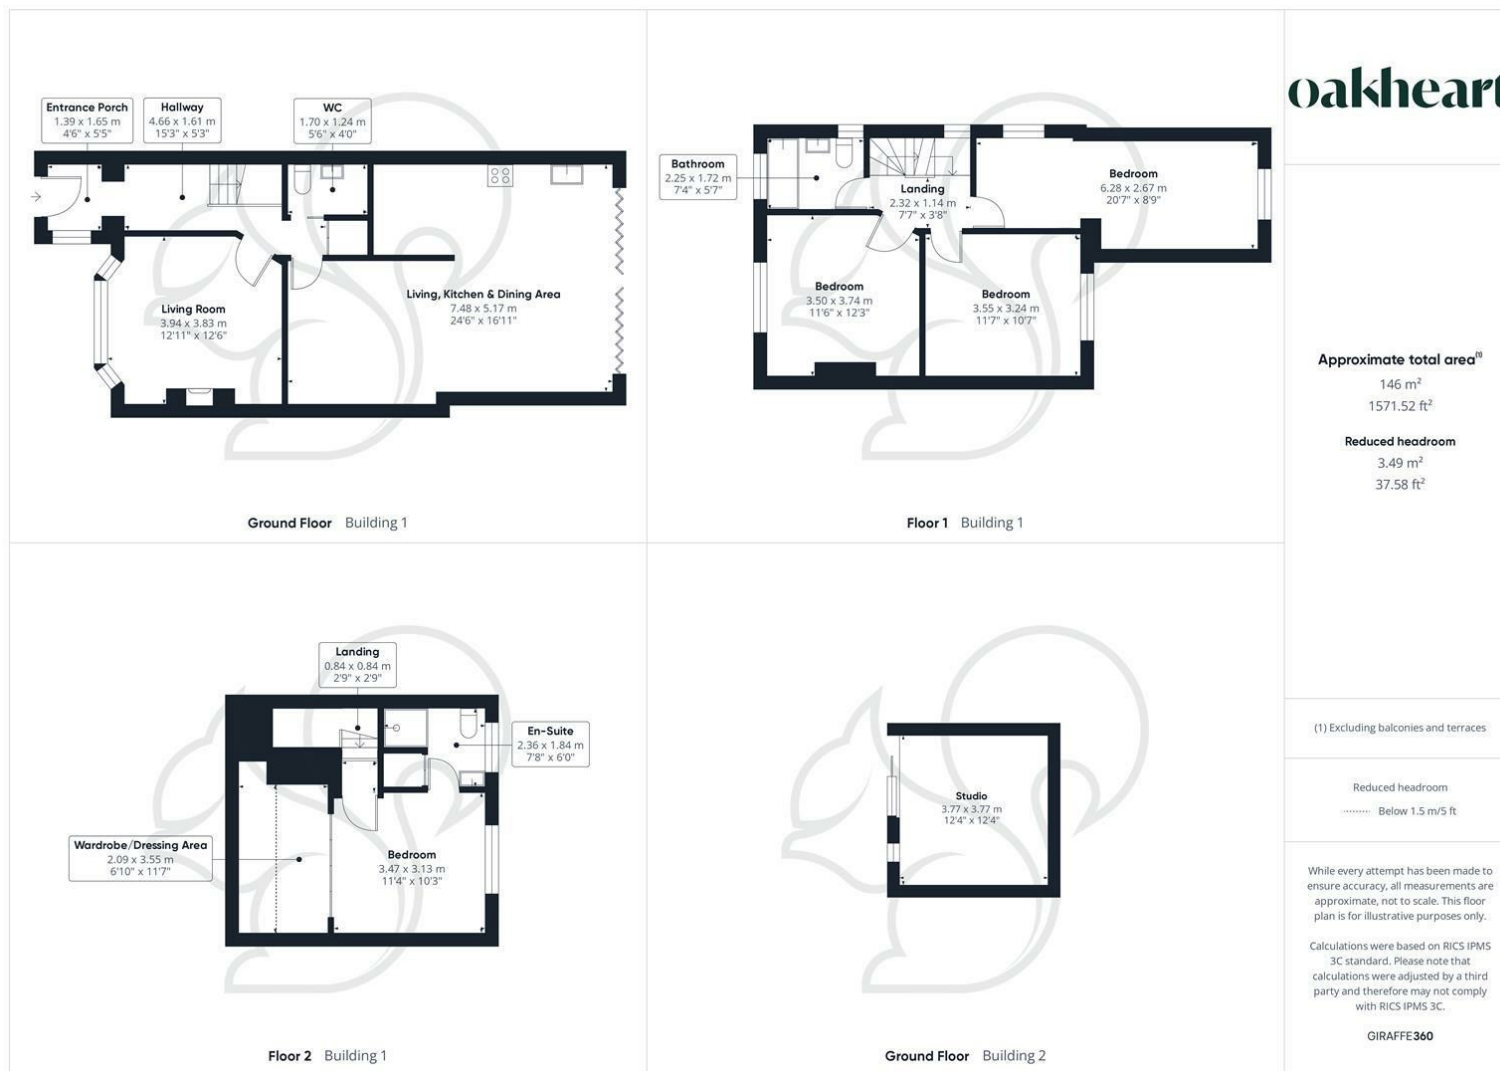 Entrance Porch
1.39 x 1.65 m
4'6" x 5'5"
Hallway
4.66 x 1.61 m
15'3" x 5'3"
WC
1.70 x 1.24 m
5'6" x 4'0"
Living Room
3.94 x 3.83 m
12'11" x 12'6"
Living, Kitchen & Dining Area
7.48 x 5.17 m
24'6" x 16'11"
Ground Floor Building 1
Bathroom
2.25 x 1.72 m
7'4" x 5'7"
Landing
2.32 x 1.14 m
7'7" x 3'8"
Bedroom
6.28 x 2.67 m
20'7" x 8'9"
Bedroom
3.50 x 3.74 m
11'6" x 12'3"
Bedroom
3.55 x 3.24 m
11'7" x 10'7"
Floor 1 Building 1
Landing
0.84 x 0.84 m
2'9" x 2'9"
En-Suite
2.36 x 1.84 m
7'8" x 6'0"
Wardrobe/Dressing Area
2.09 x 3.55 m
6'10" x 11'7"
Bedroom
3.47 x 3.13 m
11'4" x 10'3"
Floor 2 Building 1
Studio
3.77 x 3.77 m
12'4" x 12'4"
Ground Floor Building 2
oakheart
Approximate total area(1)
146 m²
1571.52 ft²
Reduced headroom
3.49 m²
37.58 ft²
(1) Excluding balconies and terraces
Reduced headroom
Below 1.5 m/5 ft
While every attempt has been made to
ensure accuracy, all measurements are
approximate, not to scale. This floor
plan is for illustrative purposes only.
Calculations were based on RICS IPMS
3C standard. Please note that
calculations were adjusted by a third
party and therefore may not comply
with RICS IPMS 3C.
GIRAFFE360